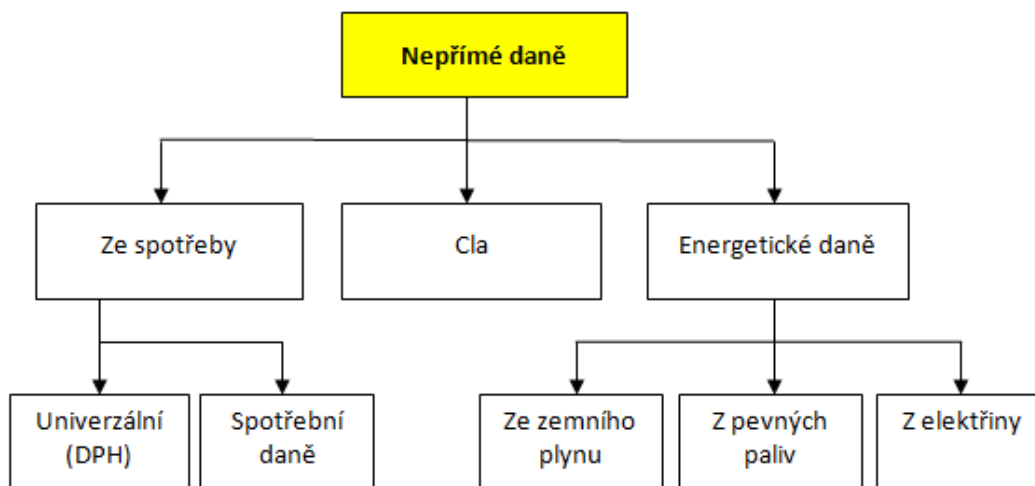 Nepřímé daně
Ze spotřeby
Cla
Energetické daně
Univerzální
(DPH)
Spotřební
daně
Ze zemního
plynu
Z pevných
paliv
Z elektřiny